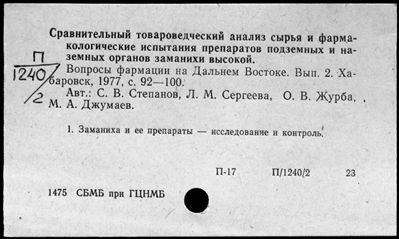 Сравнительный товароведческий анализ сырья и фарма-
кологические испытания препаратов подземных и на-
земных органов заманихи высокой.
П
1240/2
Вопросы фармации на Дальнем Востоке. Вып. 2. Ха-
баровск, 1977, с. 92—100.
Авт.: С. В. Степанов, Л. М. Сергеева, О. В. Журба,
М. А. Джумаев.
1. Заманиха и ее препараты — исследование и контроль.
П-17 П/1240/2 23
1475 СБМБ при ГЦНМБ